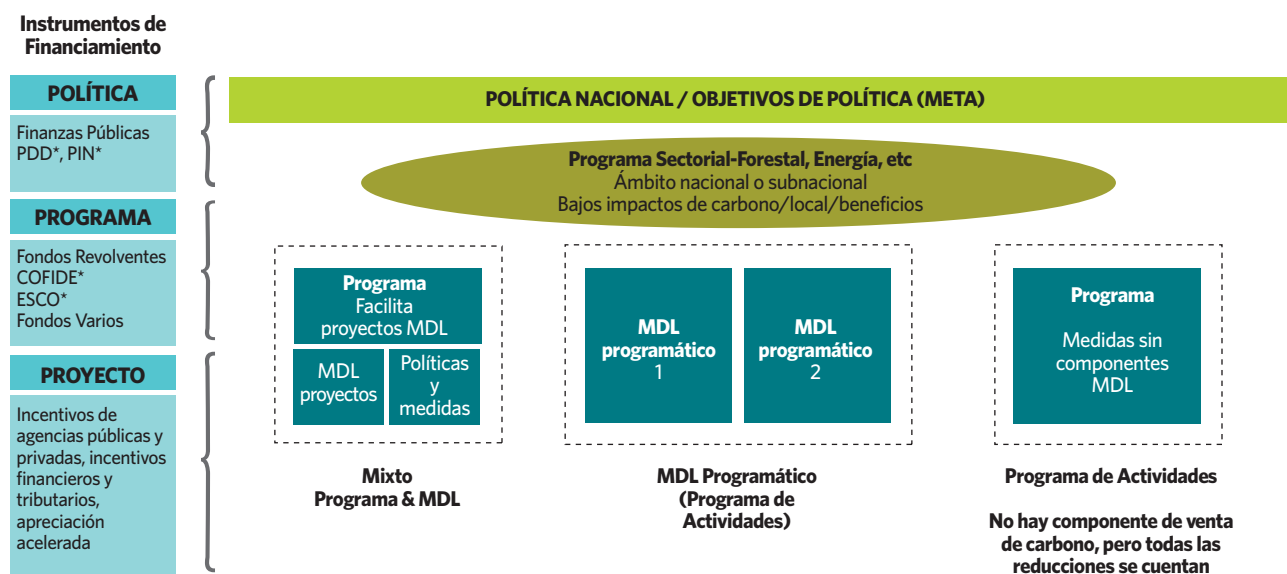 Instrumentos de
Financiamiento
POLÍTICA
Finanzas Públicas
PDD*, PIN*
PROGRAMA
Fondos Revolventes
COFIDE*
ESCO*
Fondos Varios
PROYECTO
Incentivos de
agencias públicas y
privadas, incentivos
financieros y
tributarios,
apreciación
acelerada
POLÍTICA NACIONAL / OBJETIVOS DE POLÍTICA (META)
Programa Sectorial-Forestal, Energía, etc
Ámbito nacional o subnacional
Bajos impactos de carbono/local/beneficios
Programa
Facilita
proyectos MDL
MDL
proyectos
Políticas
y
medidas
Mixto
Programa & MDL
MDL
programático
1
MDL
programático
2
MDL Programático
(Programa de
Actividades)
Programa
Medidas sin
componentes
MDL
Programa de Actividades
No hay componente de venta
de carbono, pero todas las
reducciones se cuentan